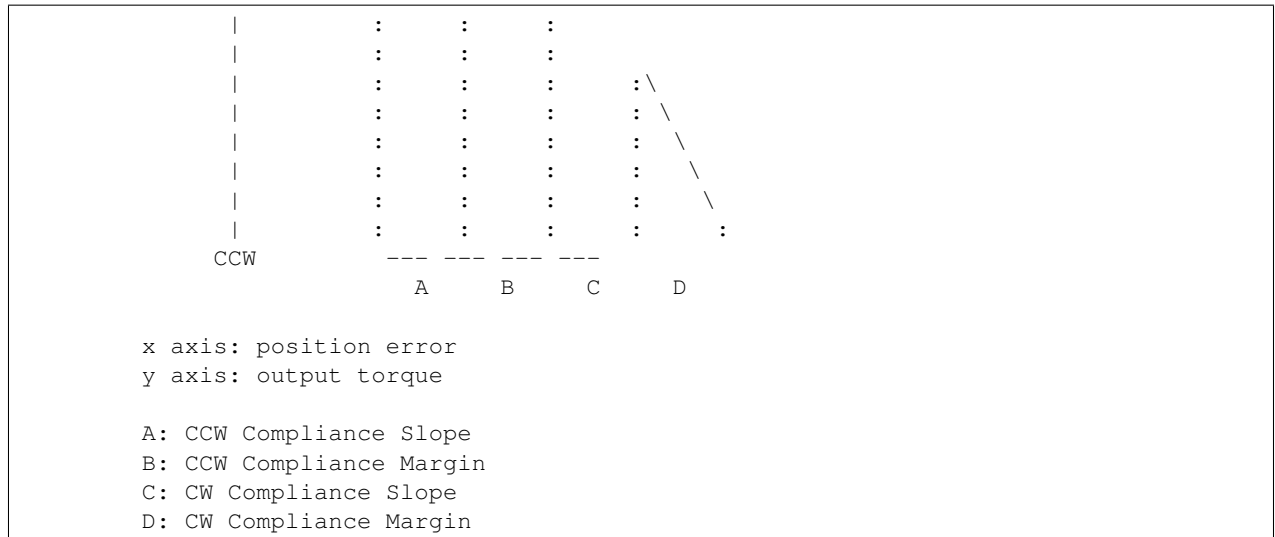 |          :     :     :
|          :     :     :
|          :     :     :     :\
|          :     :     :     : \
|          :     :     :     :  \
|          :     :     :     :   \
|          :     :     :     :    \
|          :     :     :     :     :
CCW         --- --- --- ---
A     B     C     D
x axis: position error
y axis: output torque
A: CCW Compliance Slope
B: CCW Compliance Margin
C: CW Compliance Slope
D: CW Compliance Margin